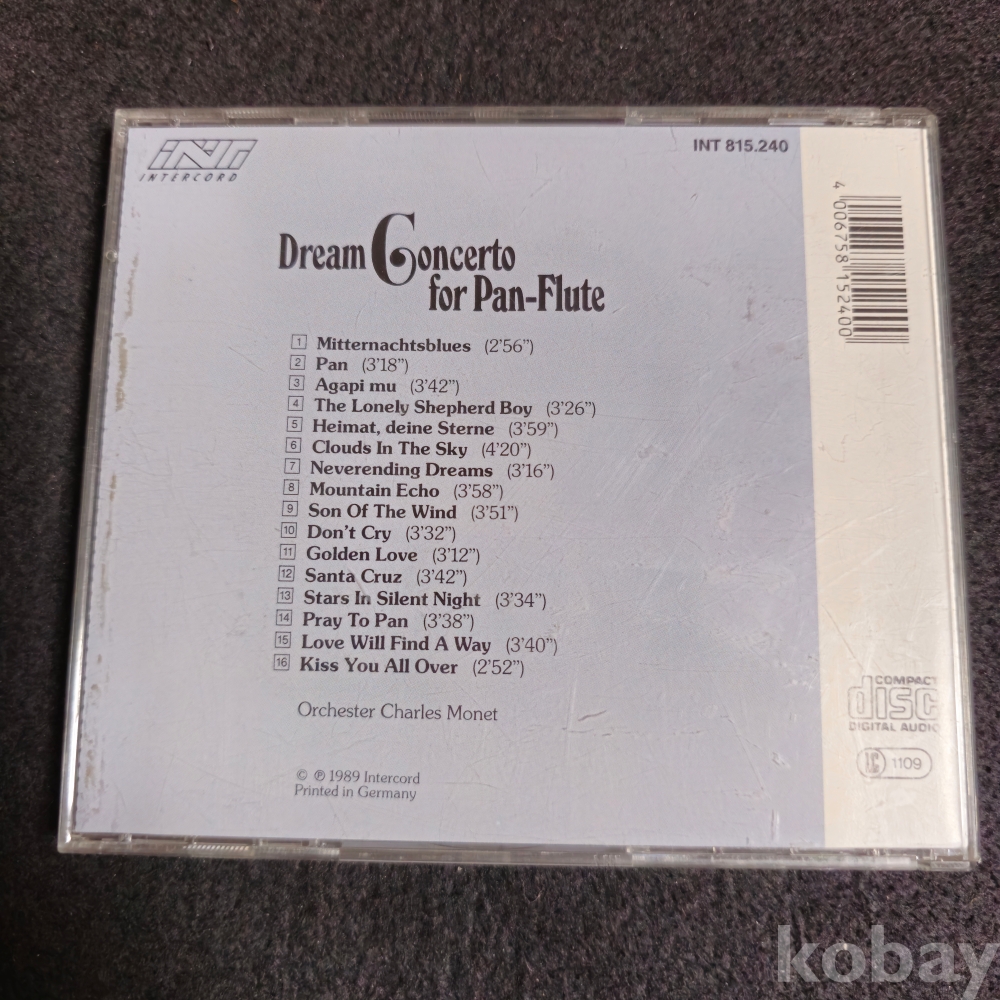 INT
INTERCORD
INT 815.240
4 006758 152400
Dream Concerto
for Pan-Flute
1 Mitternachtsblues (2'56")
2 Pan (3'18")
3 Agapi mu (3'42")
4 The Lonely Shepherd Boy (3'26")
5 Heimat, deine Sterne (3'59")
6 Clouds In The Sky (4'20")
7 Neverending Dreams (3'16")
8 Mountain Echo (3'58")
9 Son Of The Wind (3'51")
10 Don't Cry (3'32")
11 Golden Love (3'12")
12 Santa Cruz (3'42")
13 Stars In Silent Night (3'34")
14 Pray To Pan (3'38")
15 Love Will Find A Way (3'40")
16 Kiss You All Over (2'52")
Orchester Charles Monet
© ℗ 1989 Intercord
Printed in Germany
COMPACT
disc
DIGITAL AUDIO
LC 1109
kobay